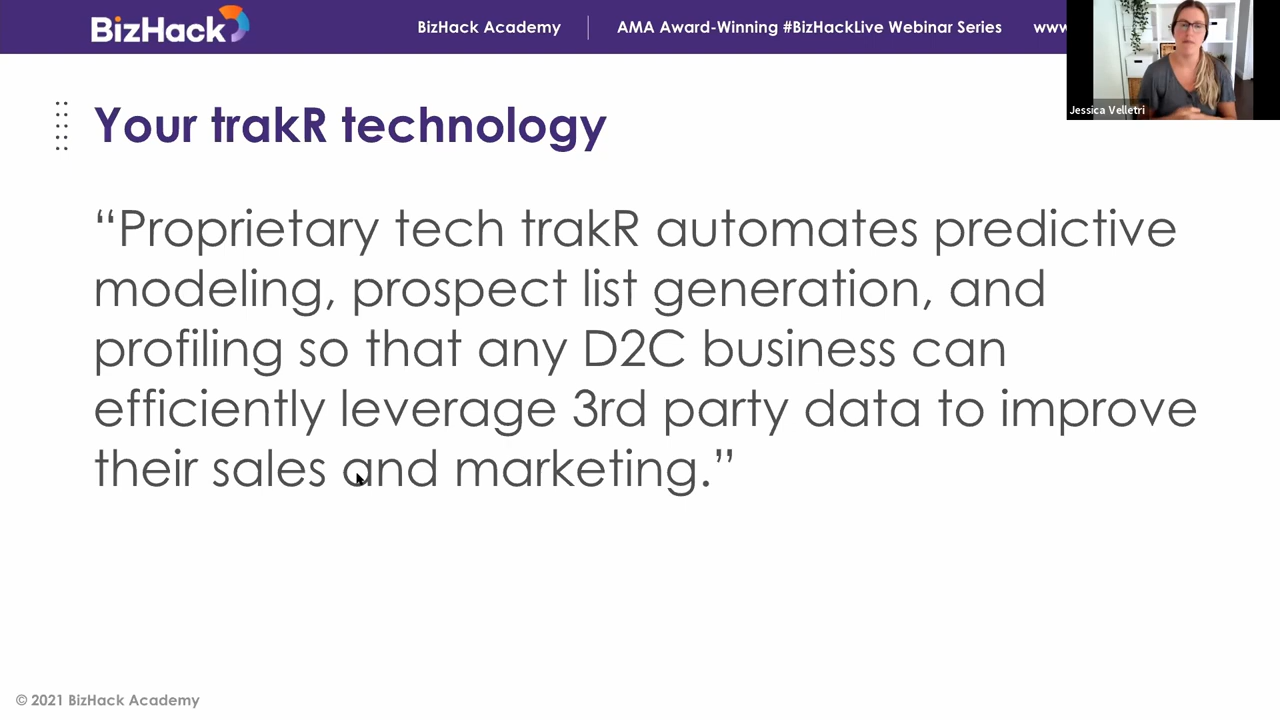 BizHack
BizHack Academy
AMA Award-Winning #BizHackLive Webinar Series
www
Jessica Velletri
Your trakR technology
“Proprietary tech trakR automates predictive
modeling, prospect list generation, and
profiling so that any D2C business can
efficiently leverage 3rd party data to improve
their sales and marketing.”
© 2021 BizHack Academy